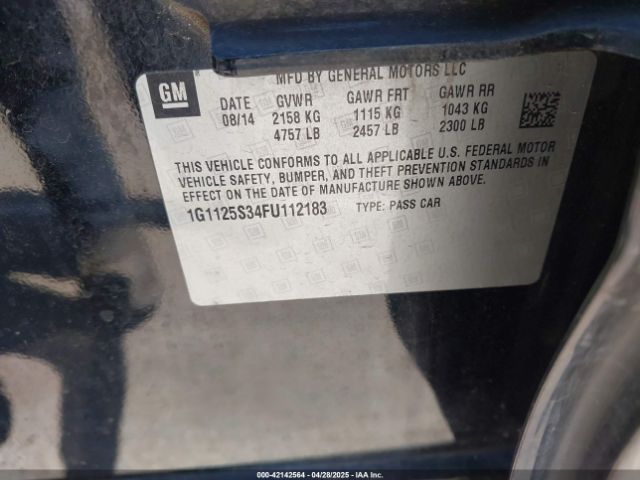 GM
MFD BY GENERAL MOTORS LLC
DATE GVWR GAWR FRT GAWR RR
08/14 2158 KG 1115 KG 1043 KG
4757 LB 2457 LB 2300 LB
THIS VEHICLE CONFORMS TO ALL APPLICABLE U.S. FEDERAL MOTOR
VEHICLE SAFETY, BUMPER, AND THEFT PREVENTION STANDARDS IN
EFFECT ON THE DATE OF MANUFACTURE SHOWN ABOVE.
1G1125S34FU112183 TYPE: PASS CAR
000-42142564 | 04/28/2025 - IAA Holdings, LLC